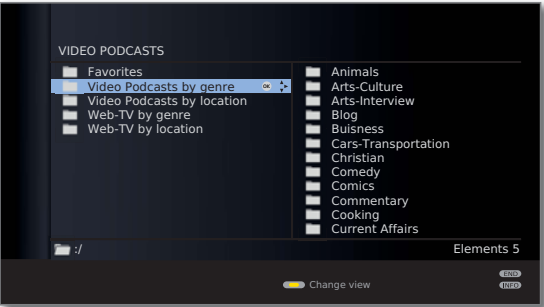 VIDEO PODCASTS
Favorites
Video Podcasts by genre OK
Video Podcasts by location
Web-TV by genre
Web-TV by location
Animals
Arts-Culture
Arts-Interview
Blog
Buisness
Cars-Transportation
Christian
Comedy
Comics
Commentary
Cooking
Current Affairs
:/
Elements 5
Change view
END
INFO